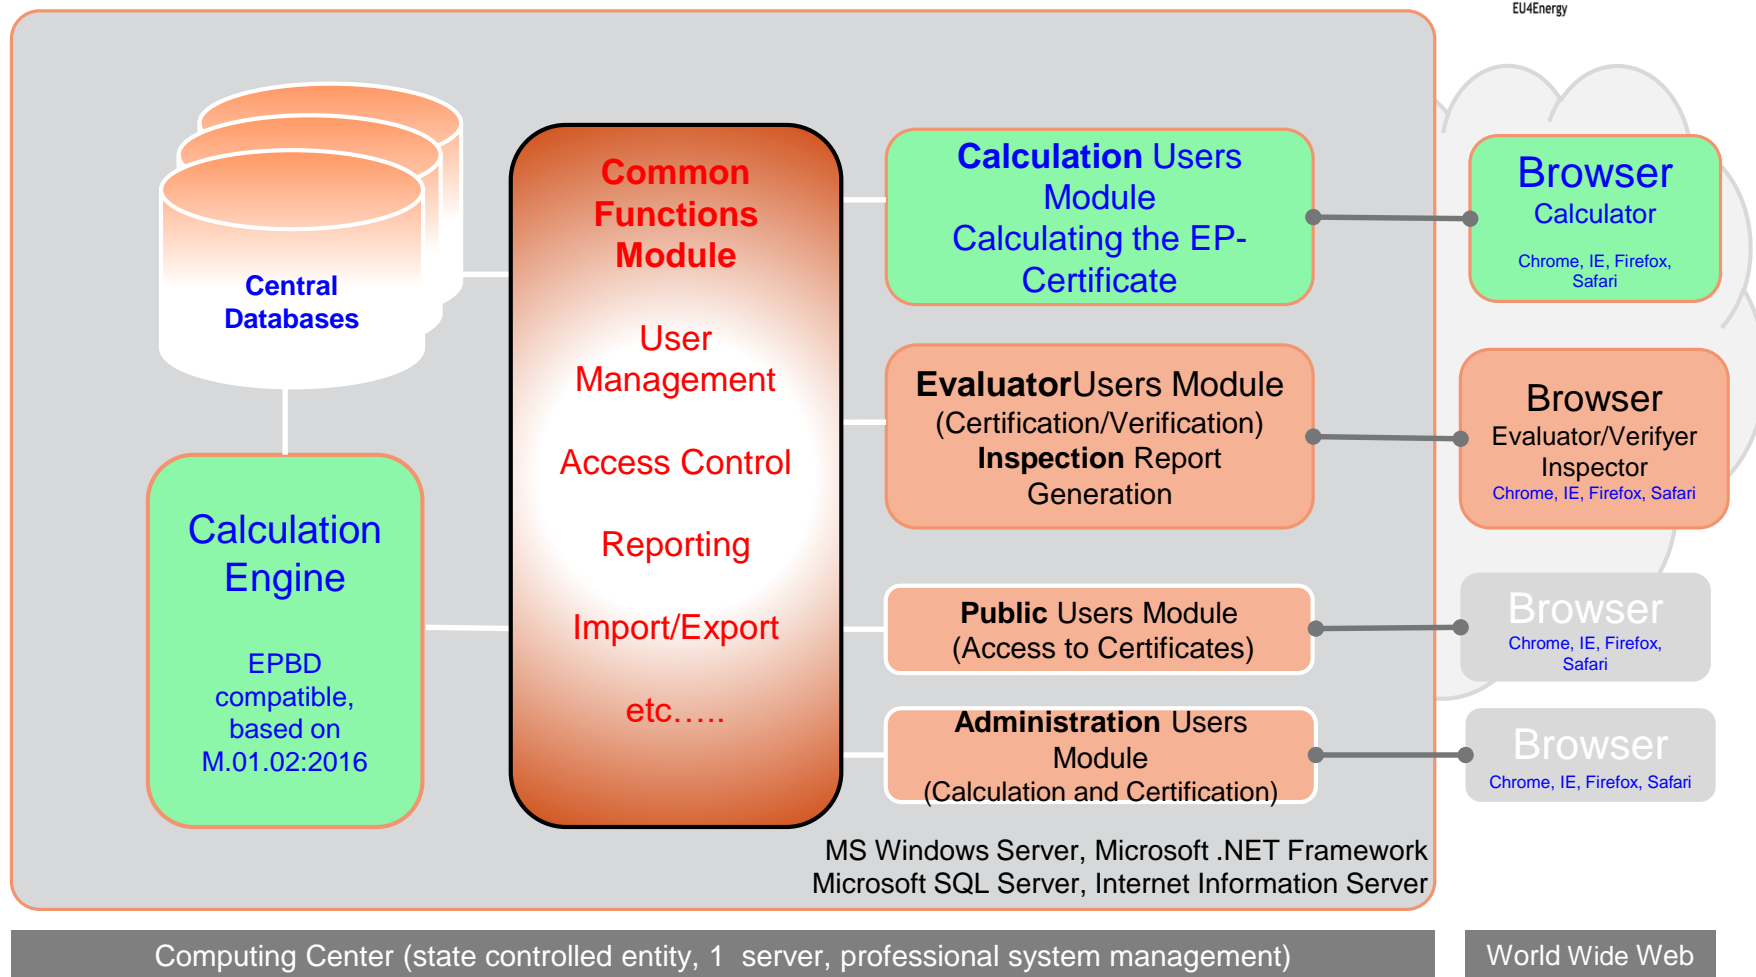 EU4Energy
Central
Databases
Calculation
Engine
EPBD
compatible,
based on
M.01.02:2016
Common
Functions
Module
User
Management
Access Control
Reporting
Import/Export
etc…..
Calculation Users
Module
Calculating the EP-
Certificate
EvaluatorUsers Module
(Certification/Verification)
Inspection Report
Generation
Public Users Module
(Access to Certificates)
Administration Users
Module
(Calculation and Certification)
Browser
Calculator
Chrome, IE, Firefox,
Safari
Browser
Evaluator/Verifyer
Inspector
Chrome, IE, Firefox, Safari
Browser
Chrome, IE, Firefox,
Safari
Browser
Chrome, IE, Firefox, Safari
MS Windows Server, Microsoft .NET Framework
Microsoft SQL Server, Internet Information Server
Computing Center (state controlled entity, 1 server, professional system management)
World Wide Web